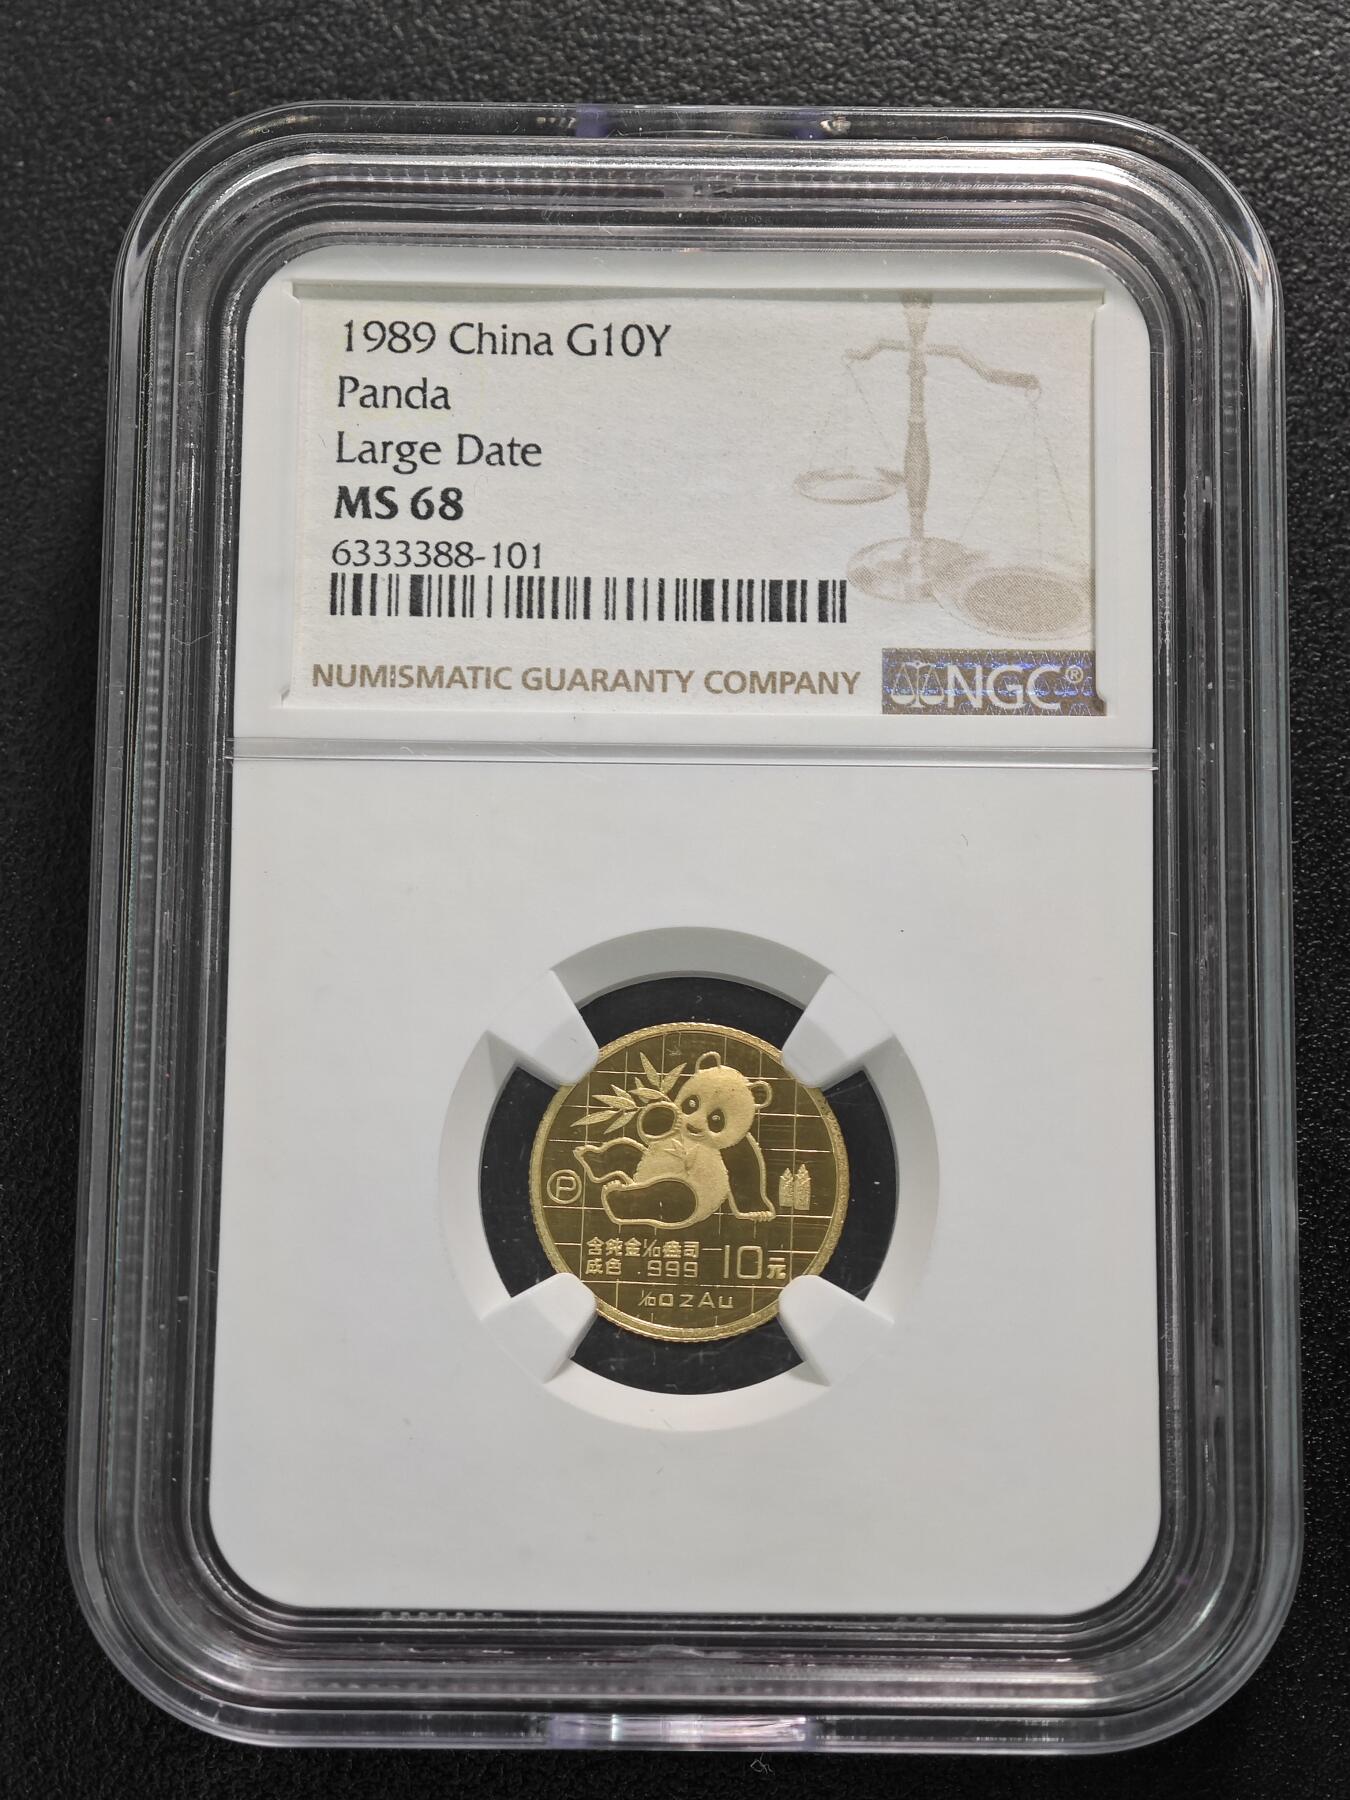 1989 China G10Y
Panda
Large Date
MS 68
6333388-101
NUMISMATIC GUARANTY COMPANY
NGC®
P
含纯金1/10盎司
成色 .999
10元
1/10 oz Au